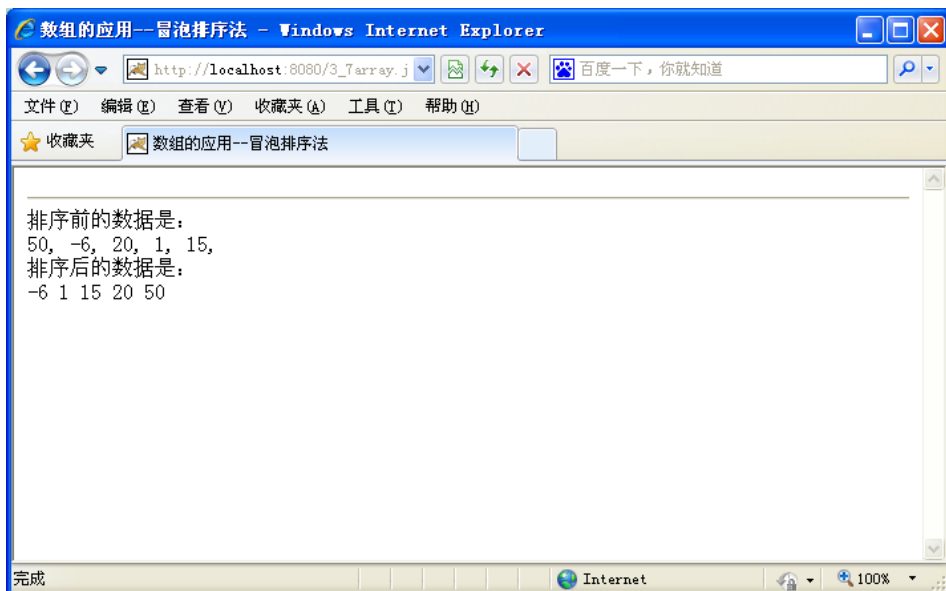 数组的应用--冒泡排序法 - Windows Internet Explorer
http://localhost:8080/3_7array.j
百度一下，你就知道
文件(F) 编辑(E) 查看(V) 收藏夹(A) 工具(T) 帮助(H)
收藏夹 数组的应用--冒泡排序法
排序前的数据是:
50, -6, 20, 1, 15,
排序后的数据是:
-6 1 15 20 50
完成 Internet 100%